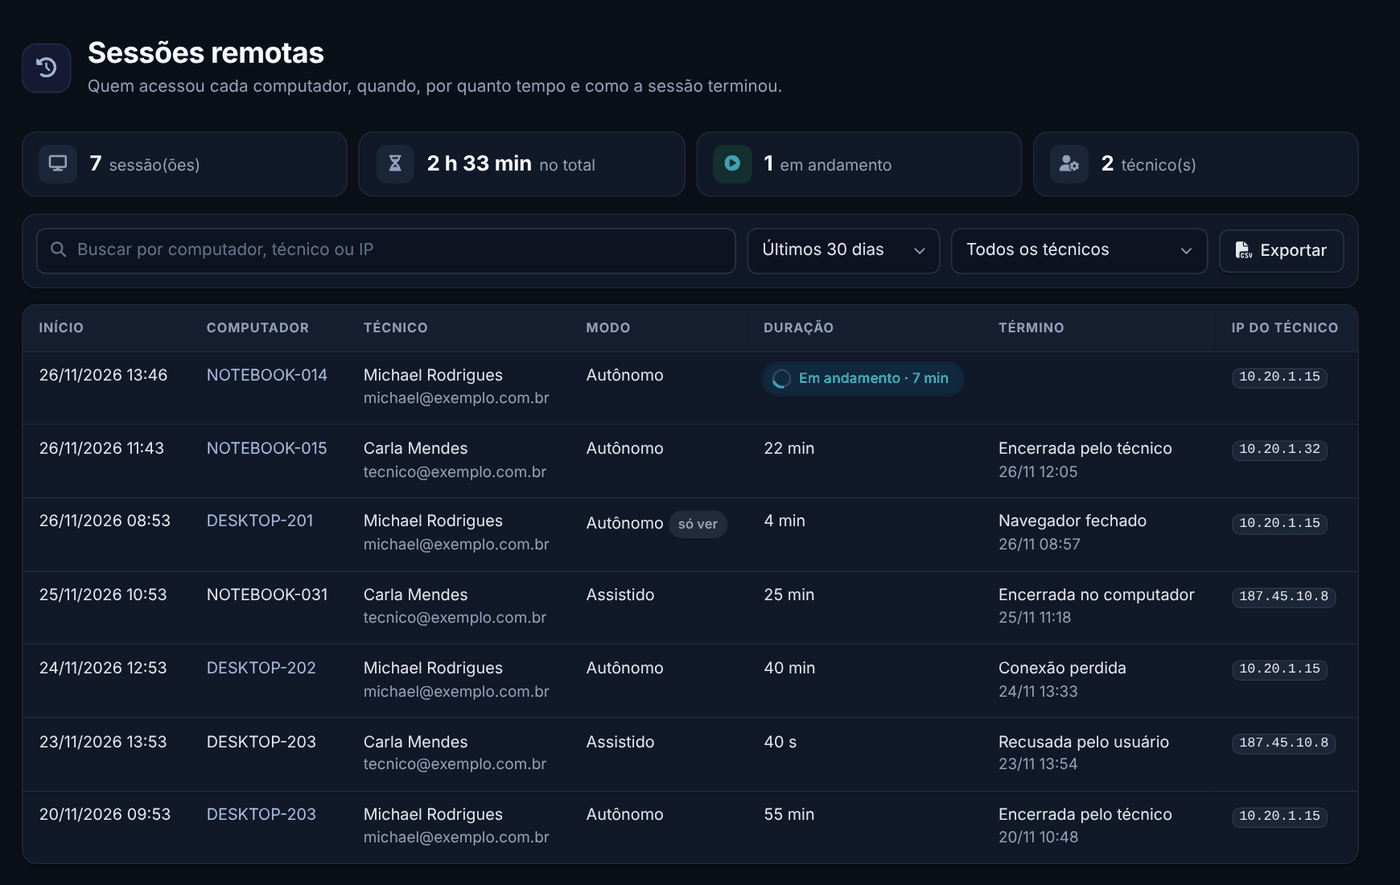 Sessões remotas
Quem acessou cada computador, quando, por quanto tempo e como a sessão terminou.
7 sessão(ões)
2 h 33 min no total
1 em andamento
2 técnico(s)
Buscar por computador, técnico ou IP
Últimos 30 dias
Todos os técnicos
CSV Exportar
INÍCIO COMPUTADOR TÉCNICO MODO DURAÇÃO TÉRMINO IP DO TÉCNICO
26/11/2026 13:46 NOTEBOOK-014 Michael Rodrigues Autônomo Em andamento · 7 min 10.20.1.15
michael@exemplo.com.br
26/11/2026 11:43 NOTEBOOK-015 Carla Mendes Autônomo 22 min Encerrada pelo técnico 10.20.1.32
tecnico@exemplo.com.br 26/11 12:05
26/11/2026 08:53 DESKTOP-201 Michael Rodrigues Autônomo só ver 4 min Navegador fechado 10.20.1.15
michael@exemplo.com.br 26/11 08:57
25/11/2026 10:53 NOTEBOOK-031 Carla Mendes Assistido 25 min Encerrada no computador 187.45.10.8
tecnico@exemplo.com.br 25/11 11:18
24/11/2026 12:53 DESKTOP-202 Michael Rodrigues Autônomo 40 min Conexão perdida 10.20.1.15
michael@exemplo.com.br 24/11 13:33
23/11/2026 13:53 DESKTOP-203 Carla Mendes Assistido 40 s Recusada pelo usuário 187.45.10.8
tecnico@exemplo.com.br 23/11 13:54
20/11/2026 09:53 DESKTOP-203 Michael Rodrigues Autônomo 55 min Encerrada pelo técnico 10.20.1.15
michael@exemplo.com.br 20/11 10:48